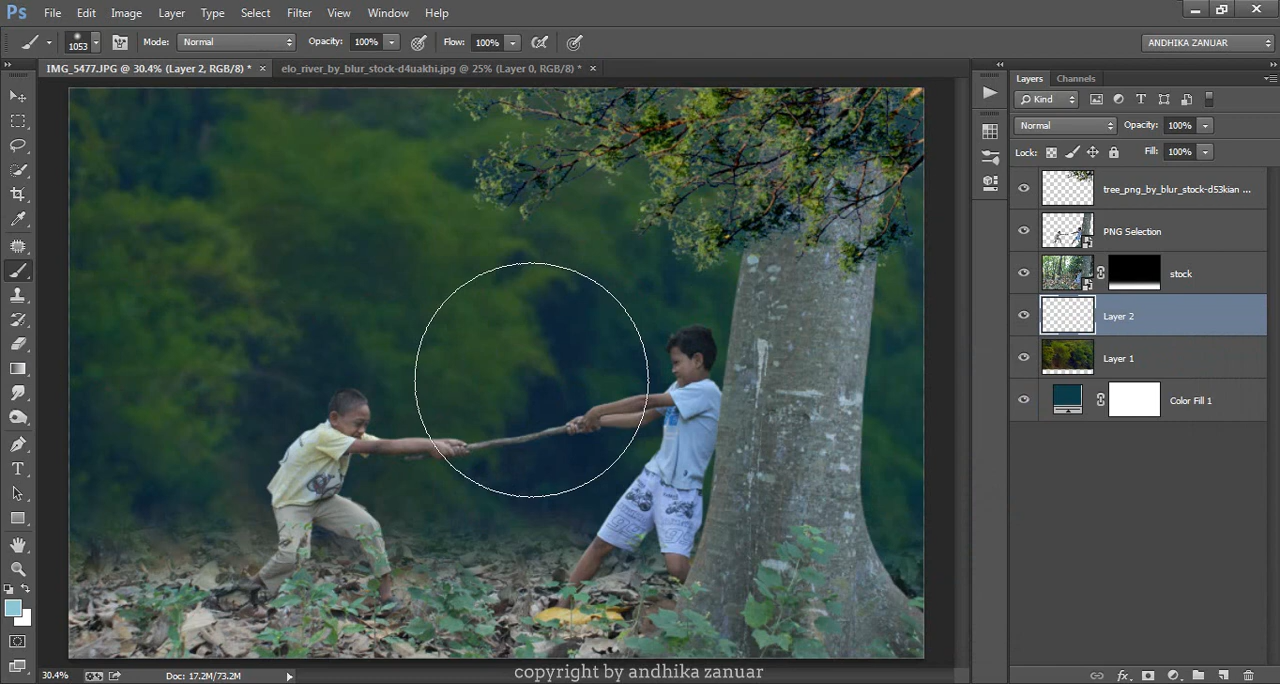 Ps File Edit Image Layer Type Select Filter View Window Help
1053 Mode: Normal Opacity: 100% Flow: 100% ANDHIKA ZANUAR
IMG_5477.JPG @ 30.4% (Layer 2, RGB/8) * × elo_river_by_blur_stock-d4uakhi.jpg @ 25% (Layer 0, RGB/8) * ×
Layers Channels
Kind T
Normal Opacity: 100%
Lock: Fill: 100%
tree_png_by_blur_stock-d53kian ...
PNG Selection
stock
Layer 2
Layer 1
Color Fill 1
T
30.4% Doc: 17.2M/73.2M
fx
copyright by andhika zanuar